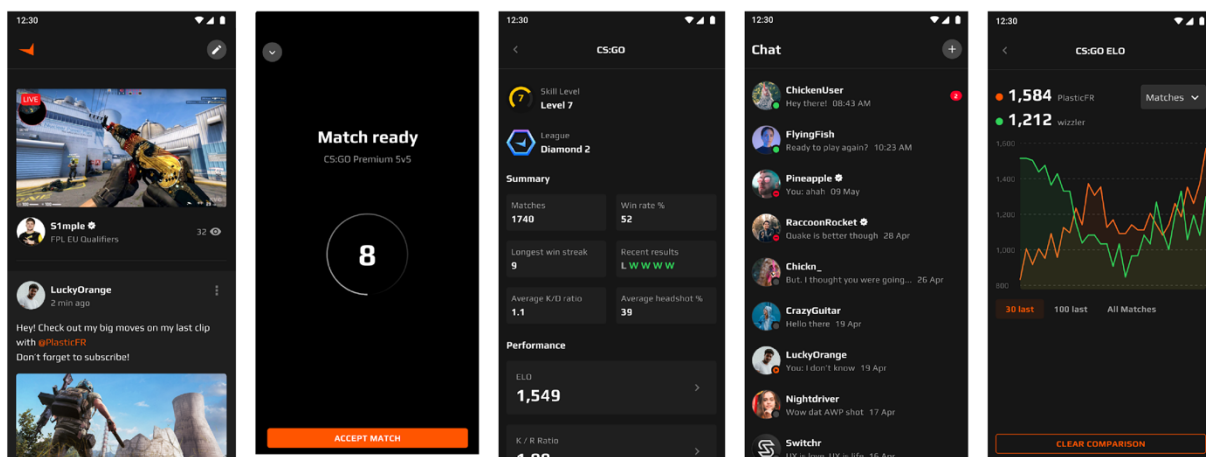 12:30
LIVE
S1mple
FPL EU Qualifiers
32
LuckyOrange
2 min ago
Hey! Check out my big moves on my last clip
with @PlasticFR
Don't forget to subscribe!
Match ready
CS:GO Premium 5v5
8
ACCEPT MATCH
12:30
CS:GO
7
Skill Level
Level 7
League
Diamond 2
Summary
Matches
1740
Win rate %
52
Longest win streak
9
Recent results
L W W W W
Average K/D ratio
1.1
Average headshot %
39
Performance
ELO
1,549
K / R Ratio
12:30
Chat
ChickenUser
Hey there! 08:43 AM
2
FlyingFish
Ready to play again? 10:23 AM
Pineapple
You: ahah 09 May
RaccoonRocket
Quake is better though 28 Apr
Chickn_
But. I thought you were going... 26 Apr
CrazyGuitar
Hello there 19 Apr
LuckyOrange
You: I don't know 19 Apr
Nightdriver
Wow dat AWP shot 17 Apr
Switchr
UX is love, UX is life 16 Apr
12:30
CS:GO ELO
1,584 PlasticFR
Matches
1,212 wizzler
1,600
1,400
1,200
1,000
800
30 last
100 last
All Matches
CLEAR COMPARISON